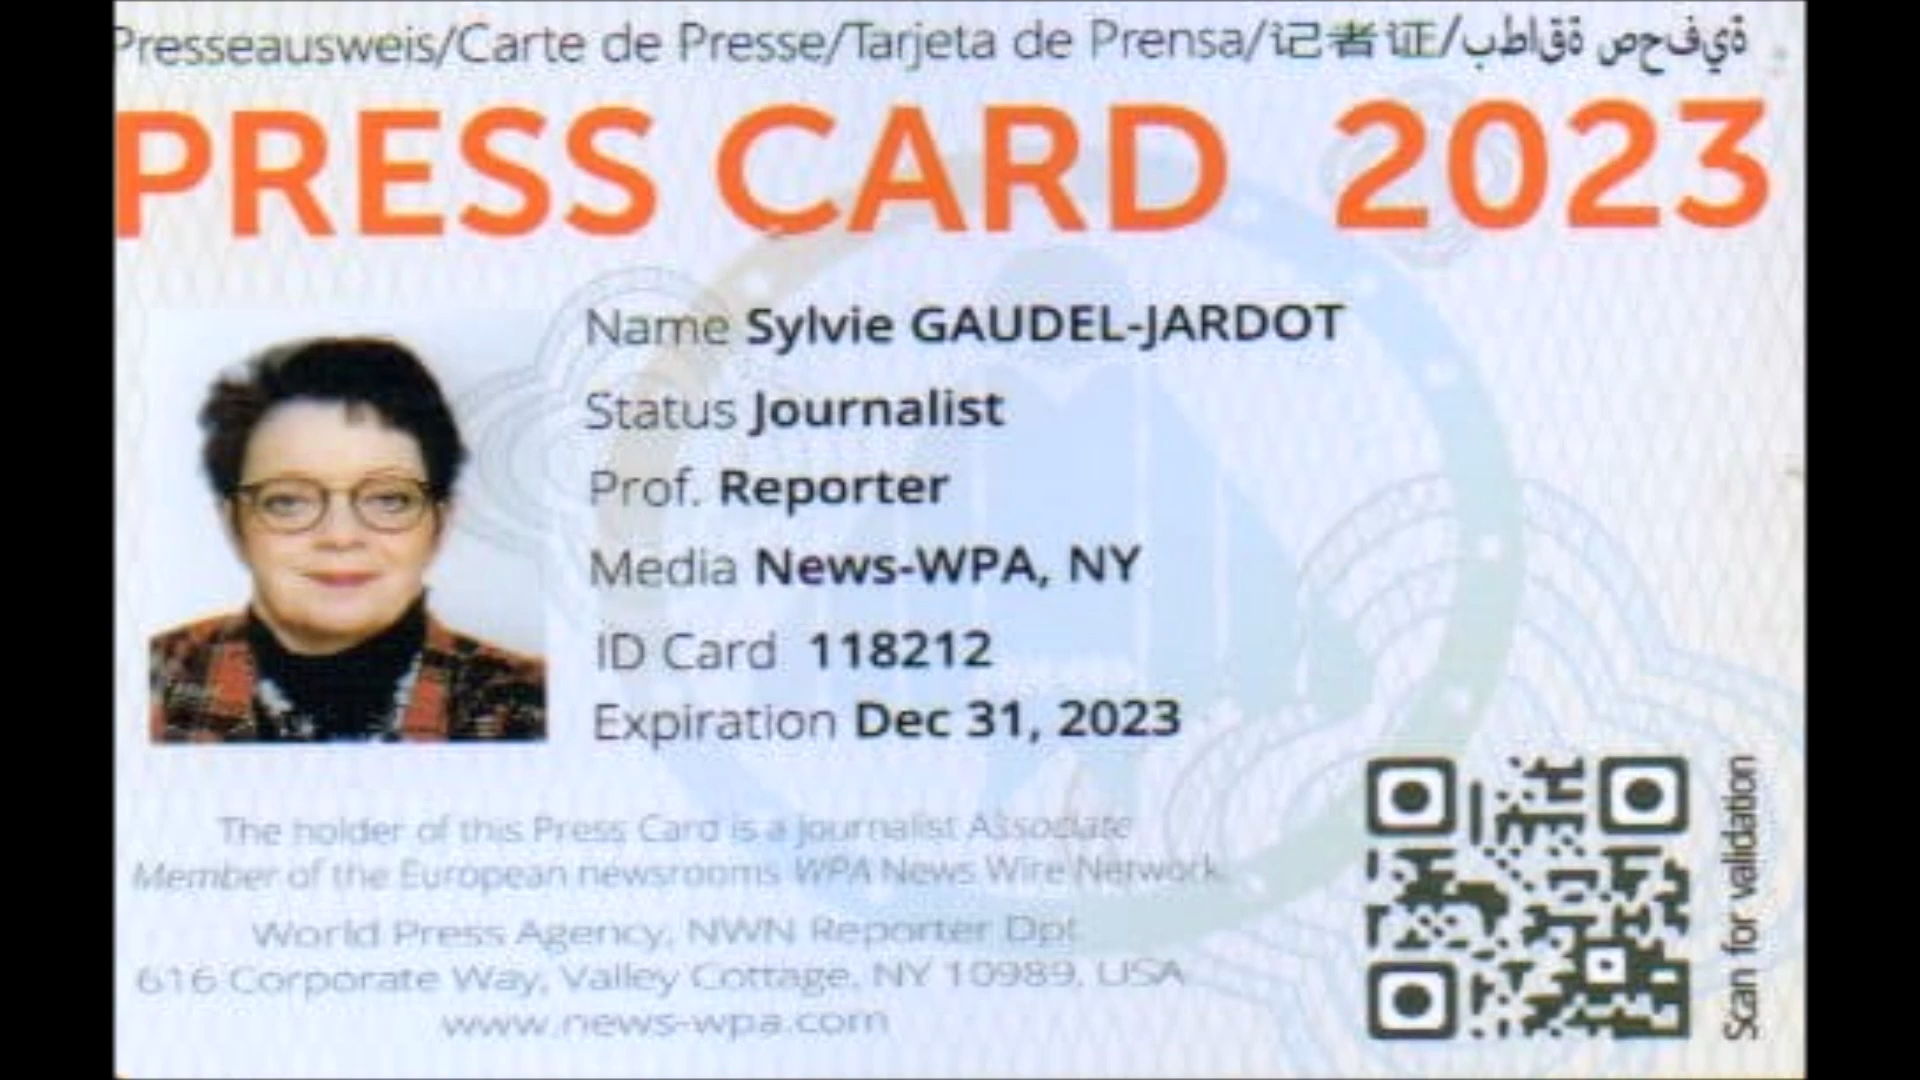 Presseausweis/Carte de Presse/Tarjeta de Prensa/记者证/بطاقة صحفية
PRESS CARD 2023
Name Sylvie GAUDEL-JARDOT
Status Journalist
Prof. Reporter
Media News-WPA, NY
ID Card 118212
Expiration Dec 31, 2023
The holder of this Press Card is a Journalist Associate
Member of the European newsrooms WPA News Wire Network.
World Press Agency, NWN Reporter Dpt.
616 Corporate Way, Valley Cottage, NY 10989, USA
www.news-wpa.com
Scan for validation